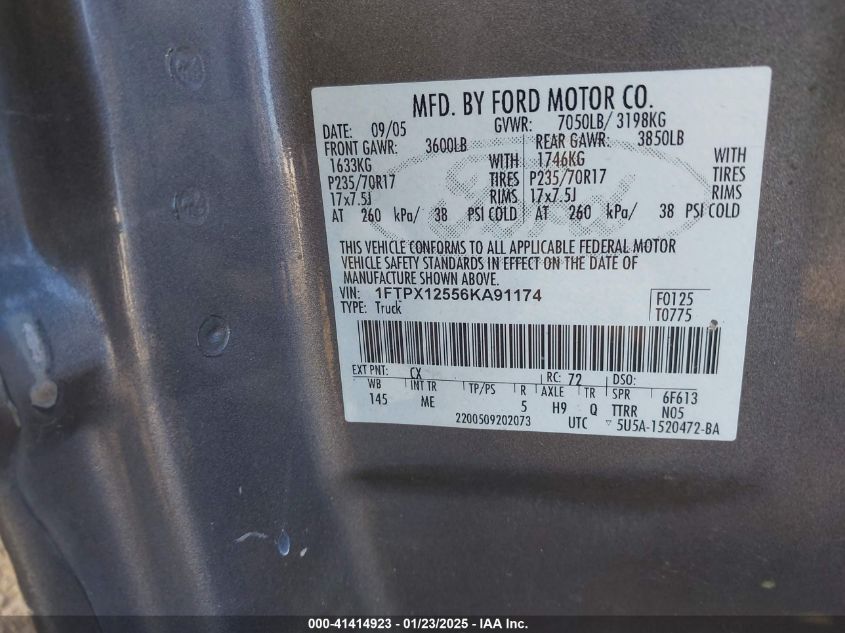 MFD. BY FORD MOTOR CO.
DATE: 09/05 GVWR: 7050LB/ 3198KG
FRONT GAWR: 3600LB REAR GAWR: 3850LB
1633KG WITH 1746KG WITH
P235/70R17 TIRES P235/70R17 TIRES
17x7.5J RIMS 17x7.5J RIMS
AT 260 kPa/ 38 PSI COLD AT 260 kPa/ 38 PSI COLD
THIS VEHICLE CONFORMS TO ALL APPLICABLE FEDERAL MOTOR
VEHICLE SAFETY STANDARDS IN EFFECT ON THE DATE OF
MANUFACTURE SHOWN ABOVE.
VIN: 1FTPX12556KA91174 F0125
TYPE: Truck T0775
EXT PNT: CX RC: 72 DSO:
WB INT TR TP/PS R AXLE TR SPR 6F613
145 ME 5 H9 Q TTRR N05
2200509202073 UTC ▽ 5U5A-1520472-BA
000-41414923 - 01/23/2025 - IAA Inc.